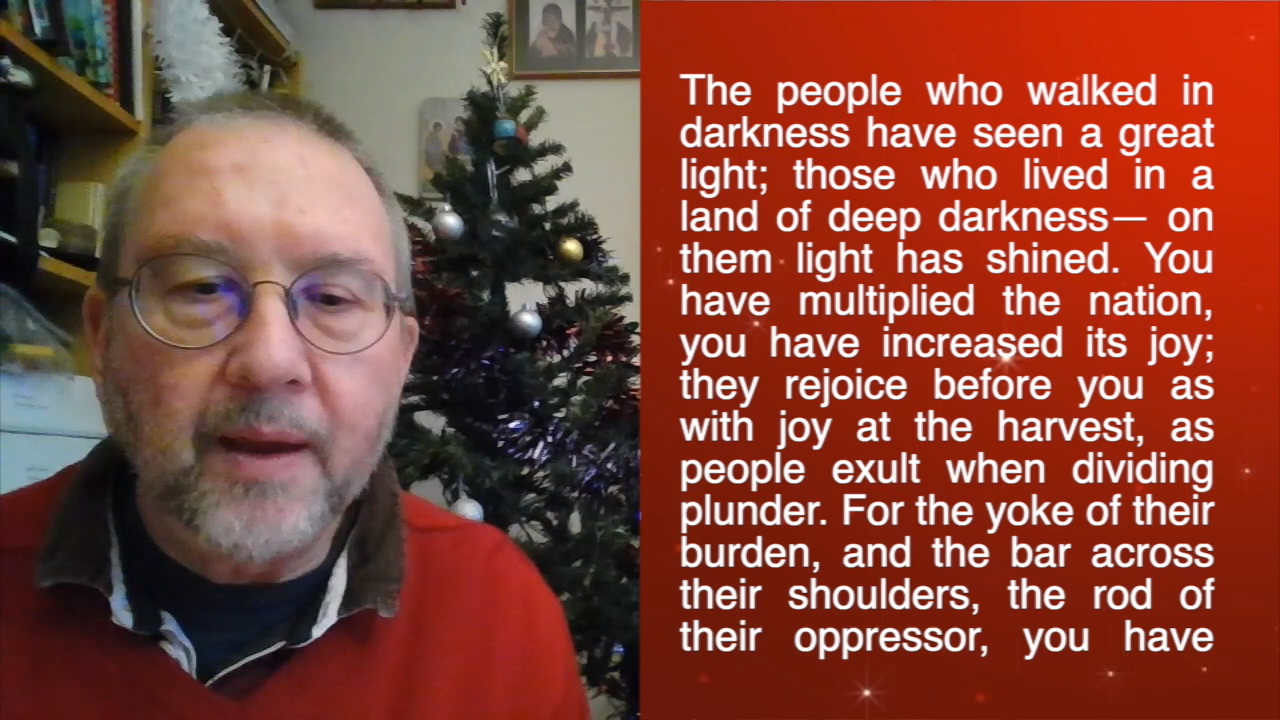 The people who walked in
darkness have seen a great
light; those who lived in a
land of deep darkness— on
them light has shined. You
have multiplied the nation,
you have increased its joy;
they rejoice before you as
with joy at the harvest, as
people exult when dividing
plunder. For the yoke of their
burden, and the bar across
their shoulders, the rod of
their oppressor, you have